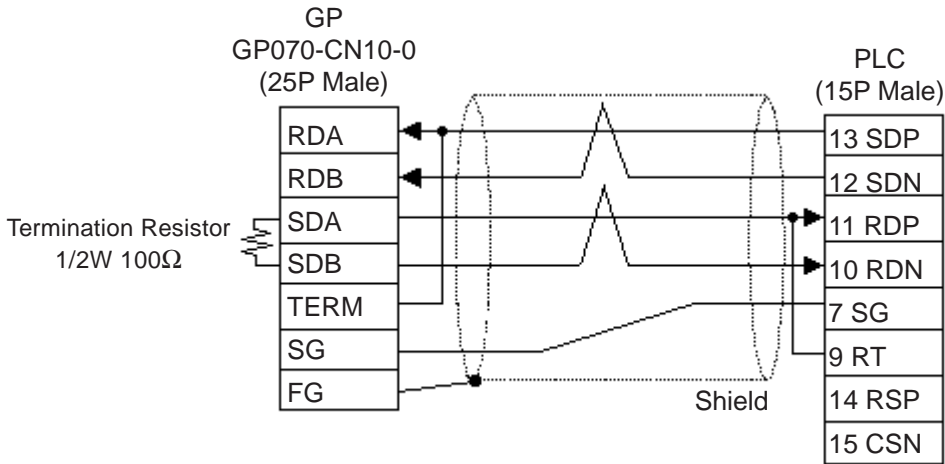 GP
GP070-CN10-0
(25P Male)
PLC
(15P Male)
RDA
RDB
SDA
SDB
TERM
SG
FG
Termination Resistor
1/2W 100Ω
13 SDP
12 SDN
11 RDP
10 RDN
7 SG
9 RT
14 RSP
15 CSN
Shield